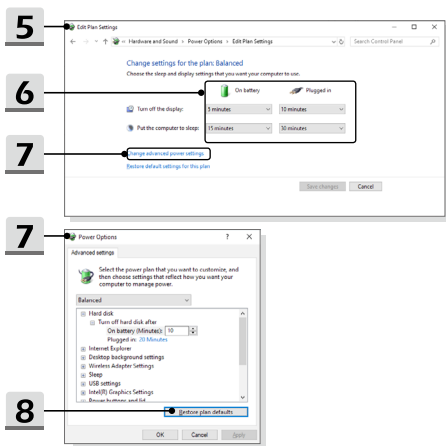 5
Edit Plan Settings
« Hardware and Sound › Power Options › Edit Plan Settings
Search Control Panel
Change settings for the plan: Balanced
Choose the sleep and display settings that you want your computer to use.
6
On battery
Plugged in
Turn off the display:
5 minutes
10 minutes
Put the computer to sleep:
15 minutes
30 minutes
7
Change advanced power settings
Restore default settings for this plan
Save changes
Cancel
7
Power Options
?
Advanced settings
Select the power plan that you want to customize, and
then choose settings that reflect how you want your
computer to manage power.
Balanced
Hard disk
Turn off hard disk after
On battery (Minutes): 10
Plugged in: 20 Minutes
Internet Explorer
Desktop background settings
Wireless Adapter Settings
Sleep
USB settings
Intel(R) Graphics Settings
Power buttons and lid
8
Restore plan defaults
OK
Cancel
Apply